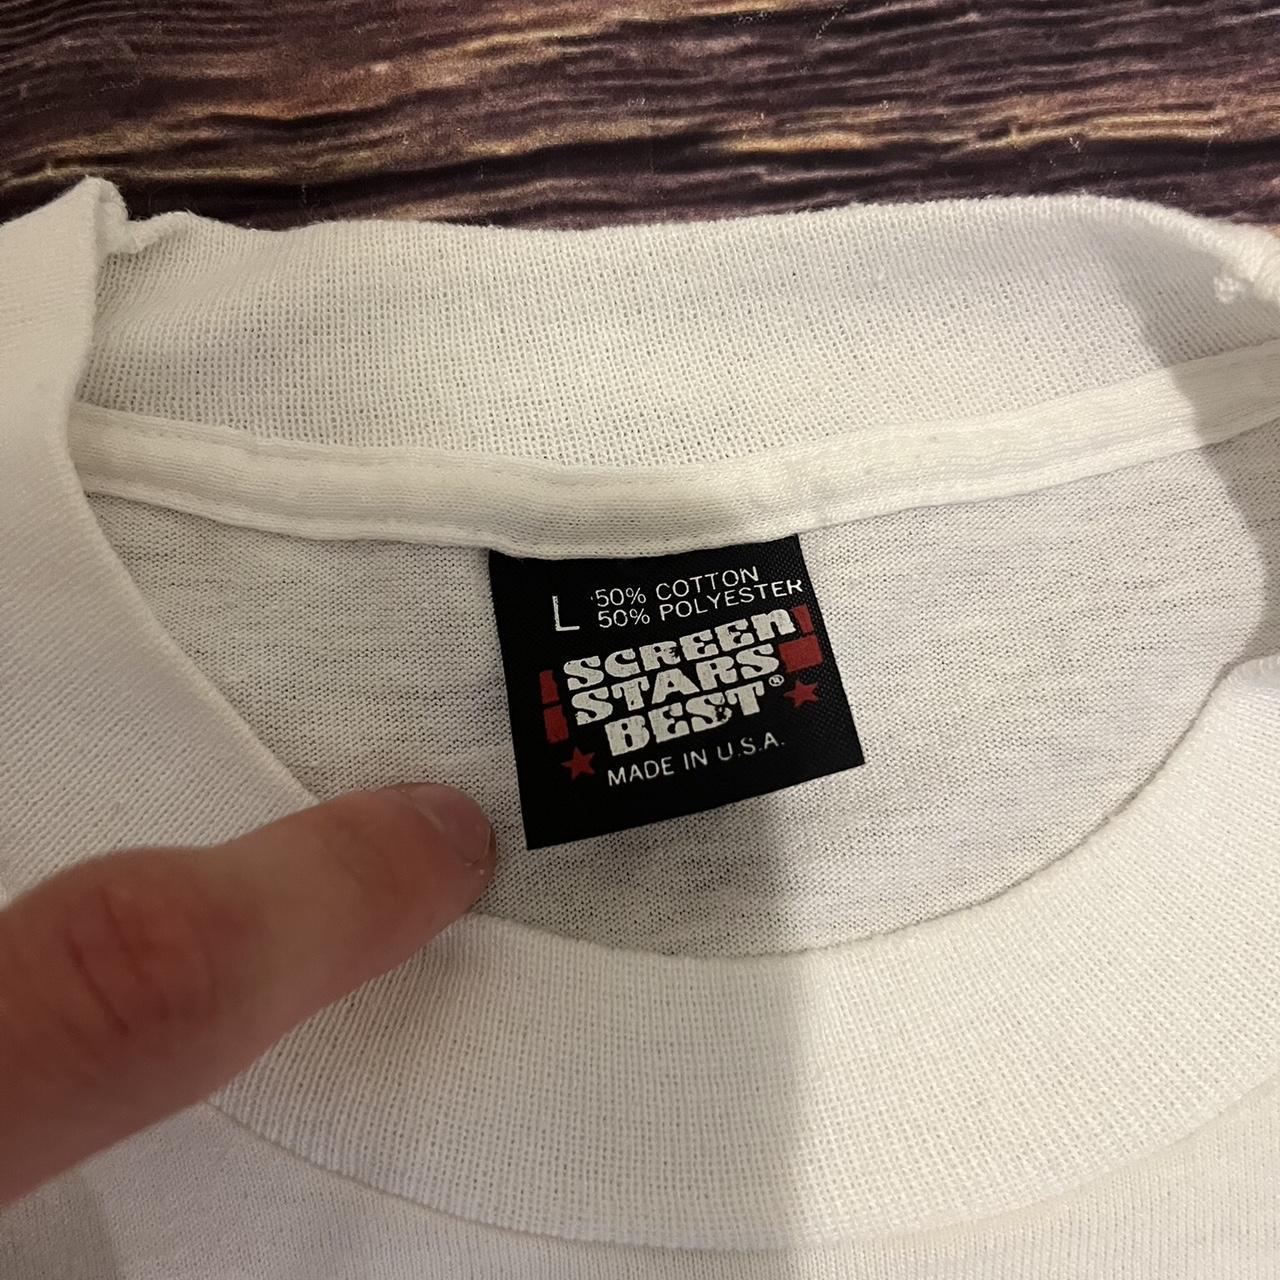 L 50% COTTON
50% POLYESTER
SCREEN
STARS
BEST®
MADE IN U.S.A.